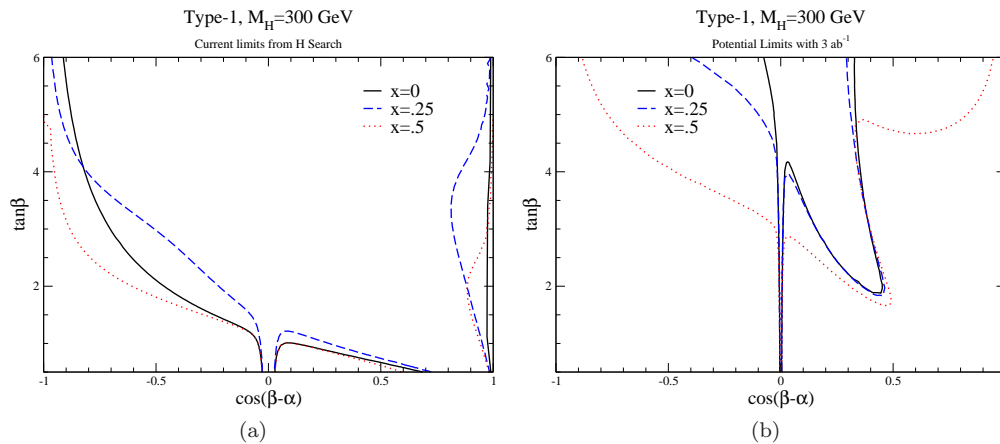 Type-1, M_H=300 GeV
Current limits from H Search
x=0
x=.25
x=.5
tanβ
6
4
2
-1 -0.5 0 0.5 1
cos(β-α)
(a)
Type-1, M_H=300 GeV
Potential Limits with 3 ab⁻¹
x=0
x=.25
x=.5
tanβ
6
4
2
-1 -0.5 0 0.5
cos(β-α)
(b)